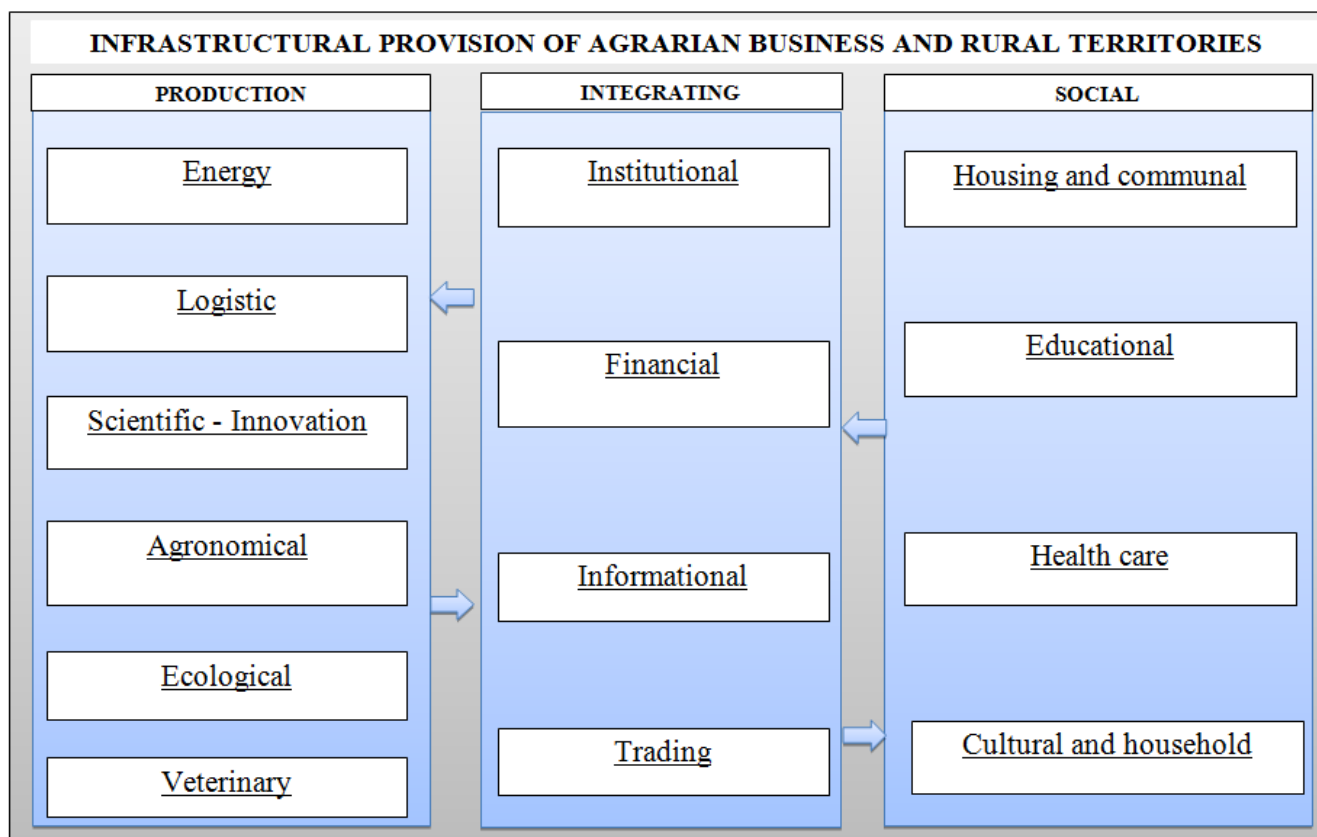 INFRASTRUCTURAL PROVISION OF AGRARIAN BUSINESS AND RURAL TERRITORIES
PRODUCTION
Energy
Logistic
Scientific - Innovation
Agronomical
Ecological
Veterinary
INTEGRATING
Institutional
Financial
Informational
Trading
SOCIAL
Housing and communal
Educational
Health care
Cultural and household